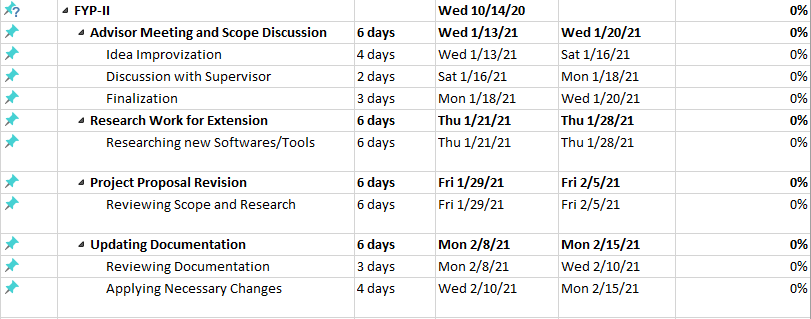 FYP-II Wed 10/14/20 0%
Advisor Meeting and Scope Discussion 6 days Wed 1/13/21 Wed 1/20/21 0%
Idea Improvization 4 days Wed 1/13/21 Sat 1/16/21 0%
Discussion with Supervisor 2 days Sat 1/16/21 Mon 1/18/21 0%
Finalization 3 days Mon 1/18/21 Wed 1/20/21 0%
Research Work for Extension 6 days Thu 1/21/21 Thu 1/28/21 0%
Researching new Softwares/Tools 6 days Thu 1/21/21 Thu 1/28/21 0%
Project Proposal Revision 6 days Fri 1/29/21 Fri 2/5/21 0%
Reviewing Scope and Research 6 days Fri 1/29/21 Fri 2/5/21 0%
Updating Documentation 6 days Mon 2/8/21 Mon 2/15/21 0%
Reviewing Documentation 3 days Mon 2/8/21 Wed 2/10/21 0%
Applying Necessary Changes 4 days Wed 2/10/21 Mon 2/15/21 0%